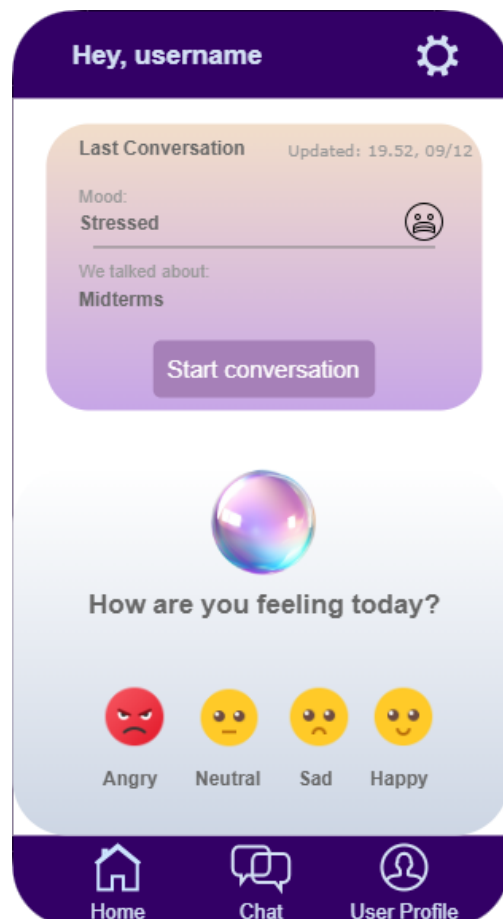 Hey, username
Last Conversation Updated: 19.52, 09/12
Mood:
Stressed
We talked about:
Midterms
Start conversation
How are you feeling today?
Angry Neutral Sad Happy
Home Chat User Profile